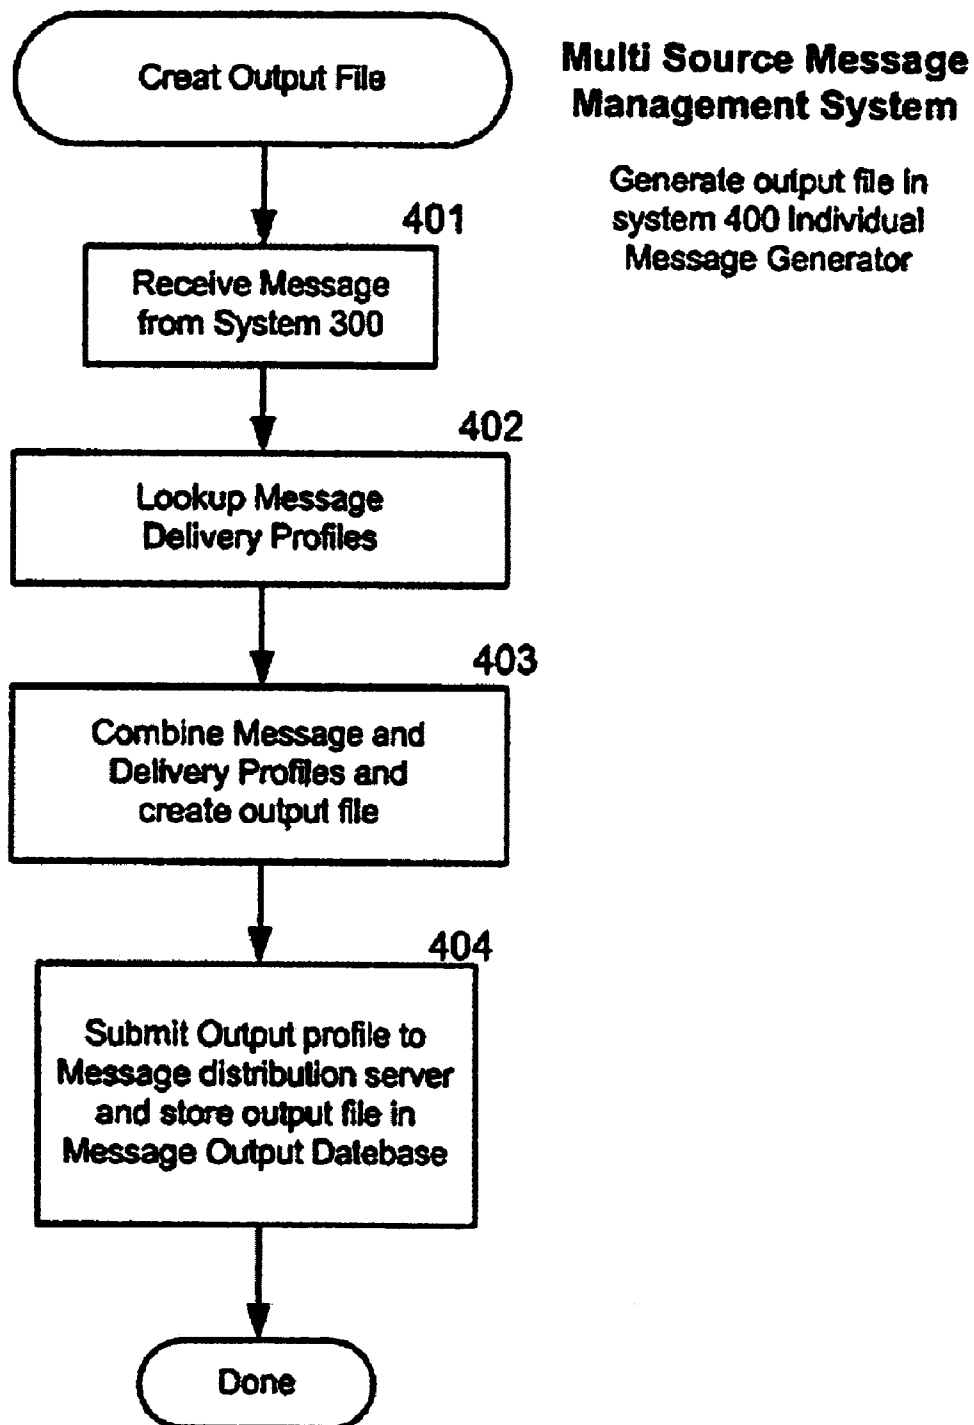 Creat Output File
Multi Source Message
Management System
Generate output file in
system 400 Individual
Message Generator
401
Receive Message
from System 300
402
Lookup Message
Delivery Profiles
403
Combine Message and
Delivery Profiles and
create output file
404
Submit Output profile to
Message distribution server
and store output file in
Message Output Datebase
Done